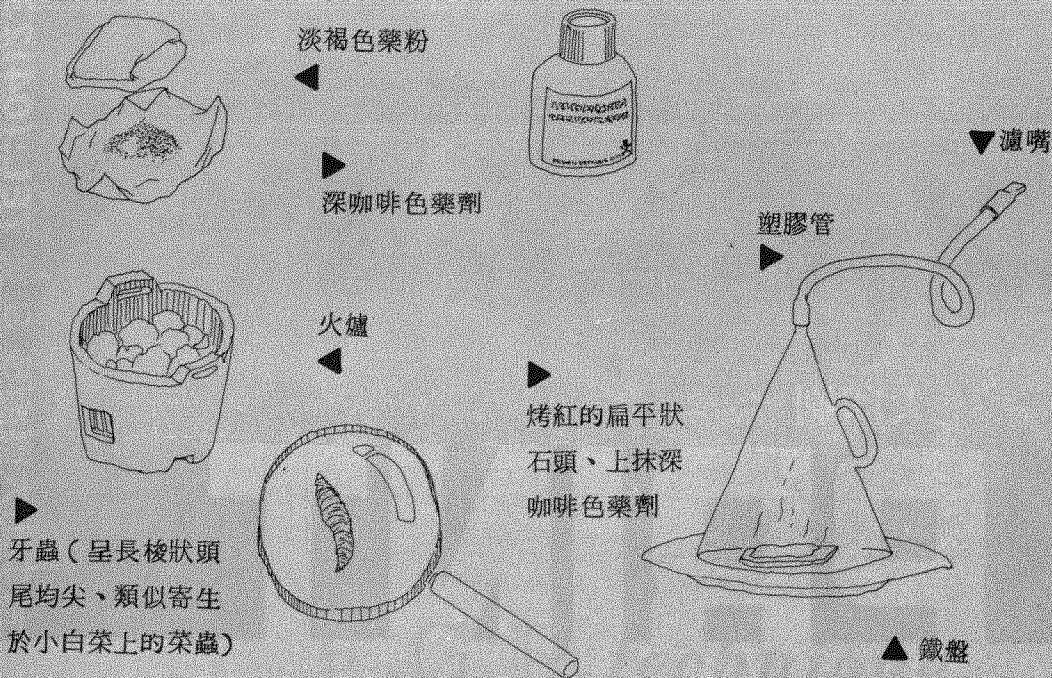 淡褐色藥粉
深咖啡色藥劑
濾嘴
塑膠管
火爐
烤紅的扁平狀
石頭、上抹深
咖啡色藥劑
牙蟲(呈長梭狀頭
尾均尖、類似寄生
於小白菜上的菜蟲)
鐵盤